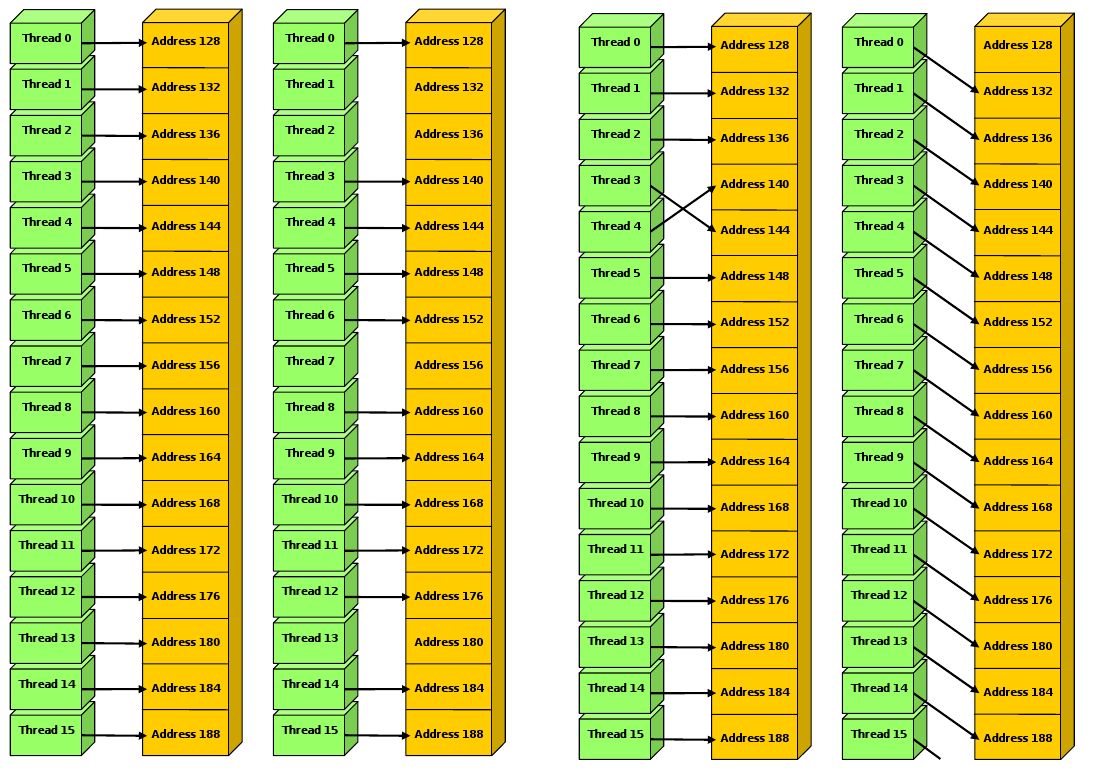 Thread 0
Thread 1
Thread 2
Thread 3
Thread 4
Thread 5
Thread 6
Thread 7
Thread 8
Thread 9
Thread 10
Thread 11
Thread 12
Thread 13
Thread 14
Thread 15
Address 128
Address 132
Address 136
Address 140
Address 144
Address 148
Address 152
Address 156
Address 160
Address 164
Address 168
Address 172
Address 176
Address 180
Address 184
Address 188
Thread 0
Thread 1
Thread 2
Thread 3
Thread 4
Thread 5
Thread 6
Thread 7
Thread 8
Thread 9
Thread 10
Thread 11
Thread 12
Thread 13
Thread 14
Thread 15
Address 128
Address 132
Address 136
Address 140
Address 144
Address 148
Address 152
Address 156
Address 160
Address 164
Address 168
Address 172
Address 176
Address 180
Address 184
Address 188
Thread 0
Thread 1
Thread 2
Thread 3
Thread 4
Thread 5
Thread 6
Thread 7
Thread 8
Thread 9
Thread 10
Thread 11
Thread 12
Thread 13
Thread 14
Thread 15
Address 128
Address 132
Address 136
Address 140
Address 144
Address 148
Address 152
Address 156
Address 160
Address 164
Address 168
Address 172
Address 176
Address 180
Address 184
Address 188
Thread 0
Thread 1
Thread 2
Thread 3
Thread 4
Thread 5
Thread 6
Thread 7
Thread 8
Thread 9
Thread 10
Thread 11
Thread 12
Thread 13
Thread 14
Thread 15
Address 128
Address 132
Address 136
Address 140
Address 144
Address 148
Address 152
Address 156
Address 160
Address 164
Address 168
Address 172
Address 176
Address 180
Address 184
Address 188